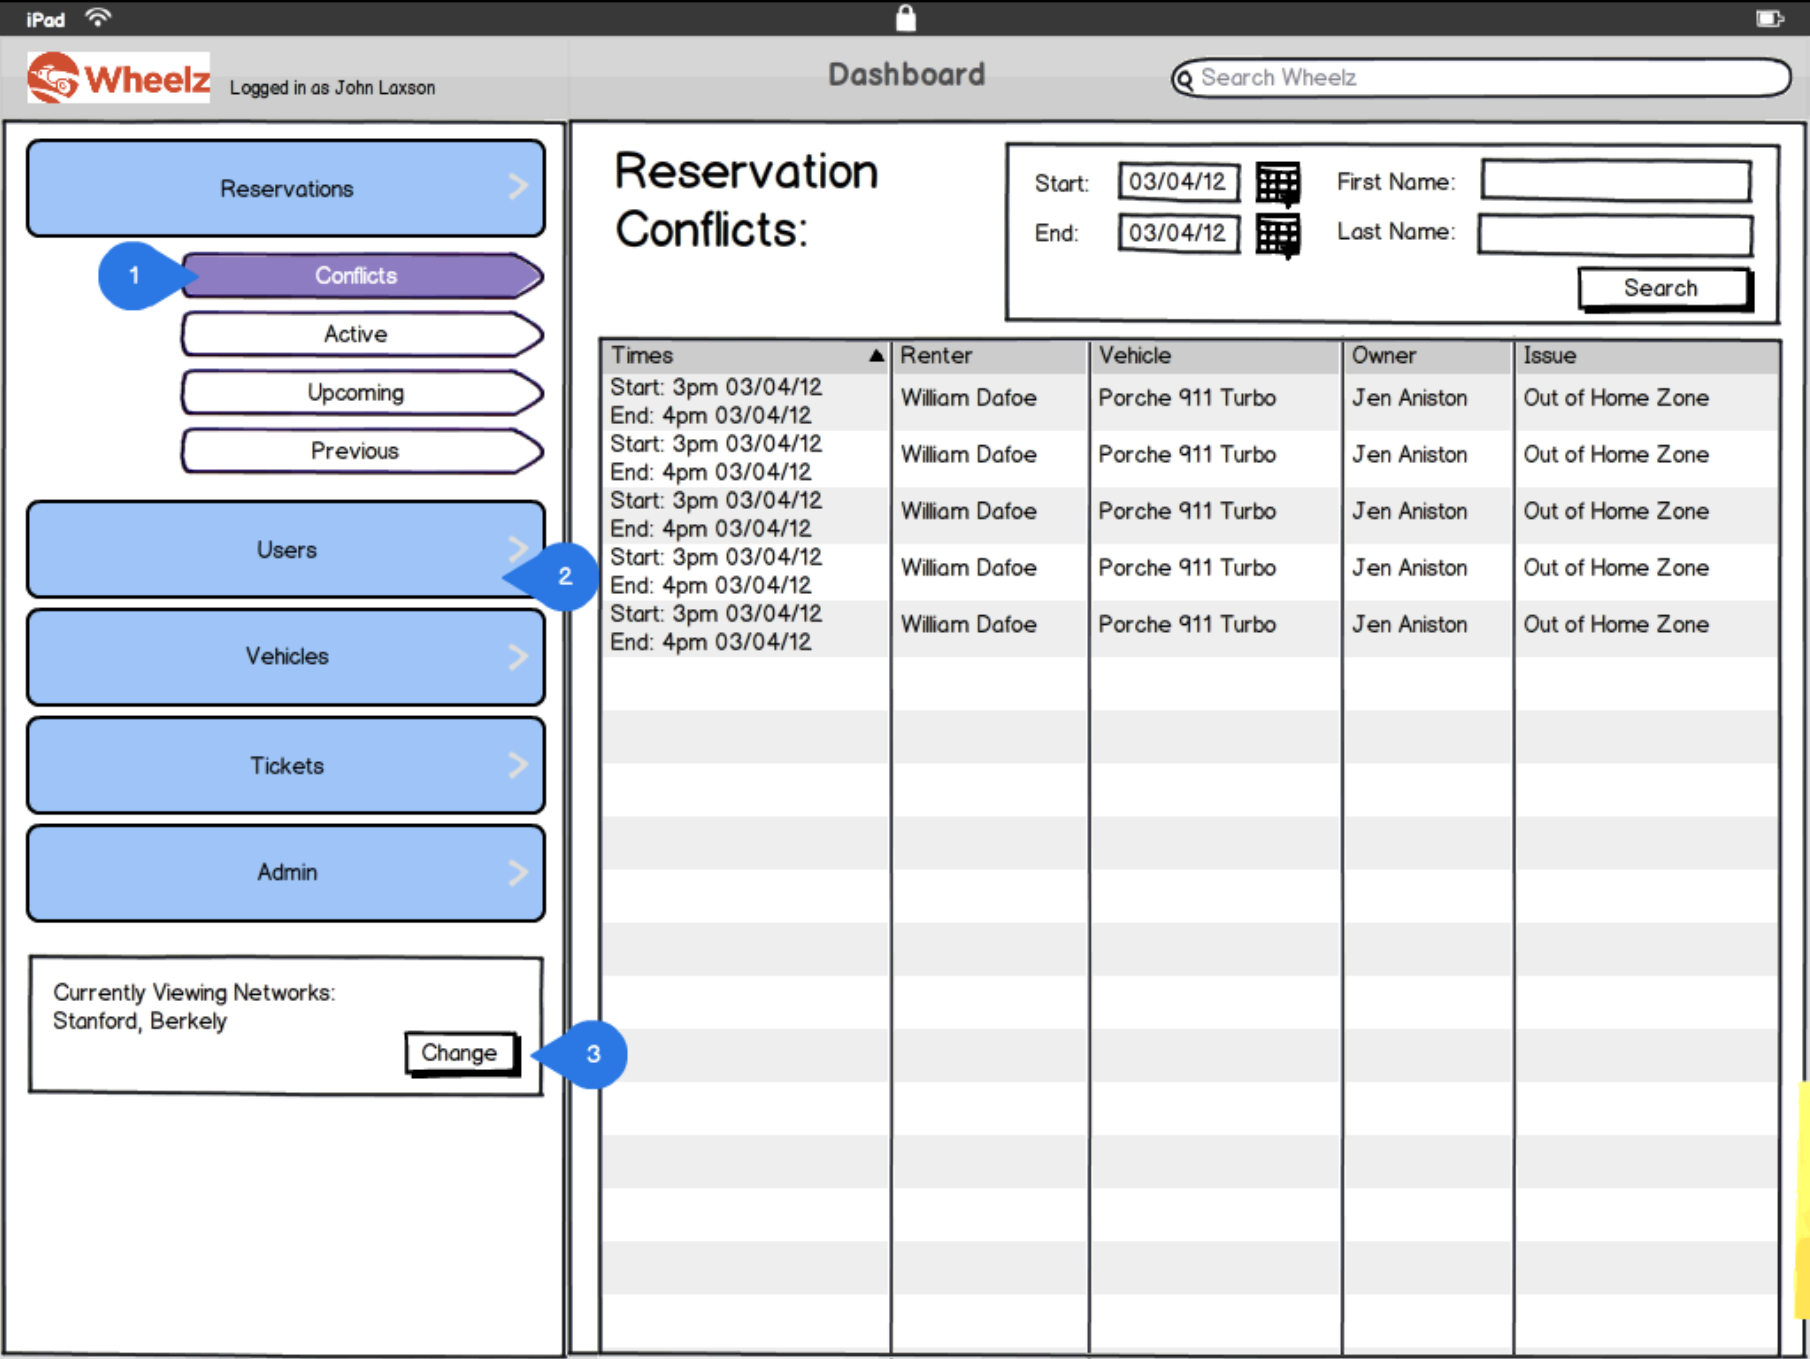 iPad
Wheelz
Logged in as John Laxson
Dashboard
Search Wheelz
Reservations
1
Conflicts
Active
Upcoming
Previous
Users
2
Vehicles
Tickets
Admin
Currently Viewing Networks:
Stanford, Berkely
Change
3
Reservation
Conflicts:
Start: 03/04/12 First Name:
End: 03/04/12 Last Name:
Search
Times Renter Vehicle Owner Issue
Start: 3pm 03/04/12
End: 4pm 03/04/12 William Dafoe Porche 911 Turbo Jen Aniston Out of Home Zone
Start: 3pm 03/04/12
End: 4pm 03/04/12 William Dafoe Porche 911 Turbo Jen Aniston Out of Home Zone
Start: 3pm 03/04/12
End: 4pm 03/04/12 William Dafoe Porche 911 Turbo Jen Aniston Out of Home Zone
Start: 3pm 03/04/12
End: 4pm 03/04/12 William Dafoe Porche 911 Turbo Jen Aniston Out of Home Zone
Start: 3pm 03/04/12
End: 4pm 03/04/12 William Dafoe Porche 911 Turbo Jen Aniston Out of Home Zone